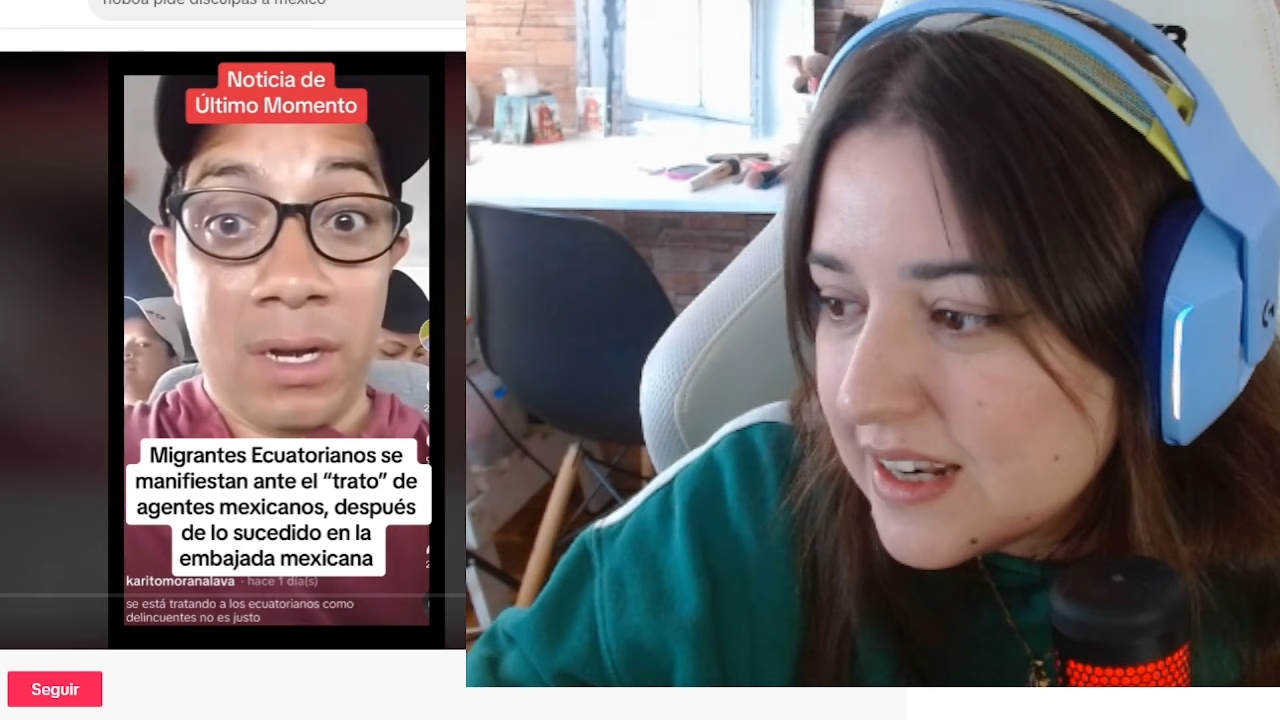 noboa pide disculpas a mexico
Noticia de
Último Momento
Migrantes Ecuatorianos se
manifiestan ante el “trato” de
agentes mexicanos, después
de lo sucedido en la
embajada mexicana
karitomoranalava · hace 1 día(s)
se está tratando a los ecuatorianos como
delincuentes no es justo
Seguir